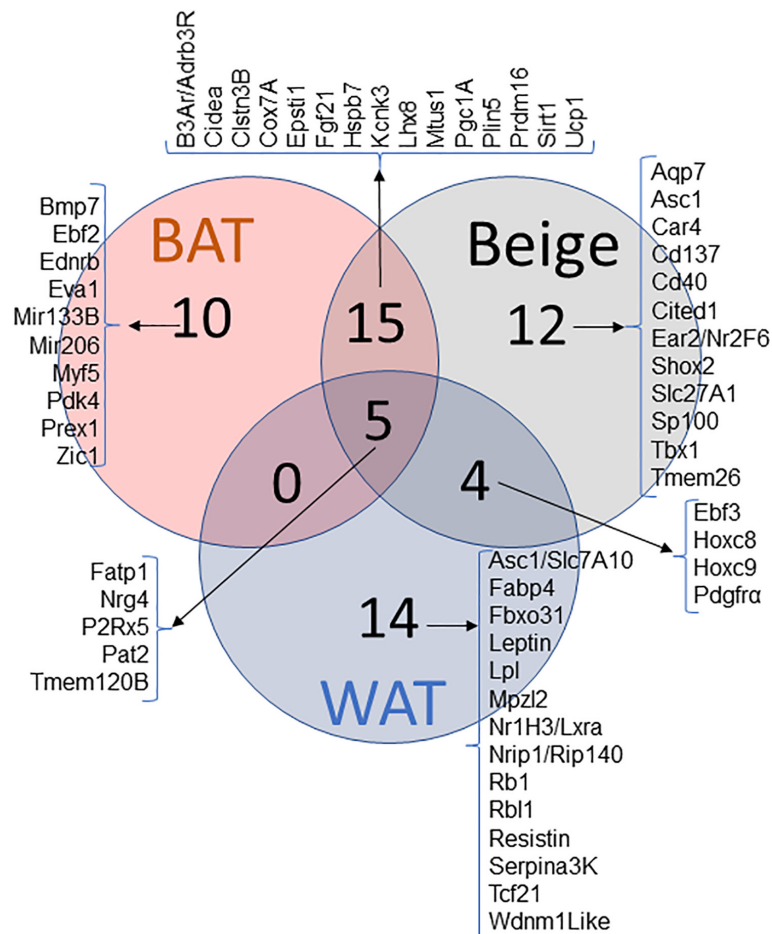 B3Ar/Adrb3R
Cidea
Clstn3B
Cox7A
Epsti1
Fgf21
Hspb7
Kcnk3
Lhx8
Mtus1
Pgc1A
Plin5
Prdm16
Sirt1
Ucp1
Bmp7
Ebf2
Ednrb
Eva1
Mir133B
Mir206
Myf5
Pdk4
Prex1
Zic1
BAT
10
15
Beige
12
Aqp7
Asc1
Car4
Cd137
Cd40
Cited1
Ear2/Nr2F6
Shox2
Slc27A1
Sp100
Tbx1
Tmem26
5
0
4
Ebf3
Hoxc8
Hoxc9
Pdgfrα
Fatp1
Nrg4
P2Rx5
Pat2
Tmem120B
14
WAT
Asc1/Slc7A10
Fabp4
Fbxo31
Leptin
Lpl
Mpzl2
Nr1H3/Lxra
Nrip1/Rip140
Rb1
Rbl1
Resistin
Serpina3K
Tcf21
Wdnm1Like